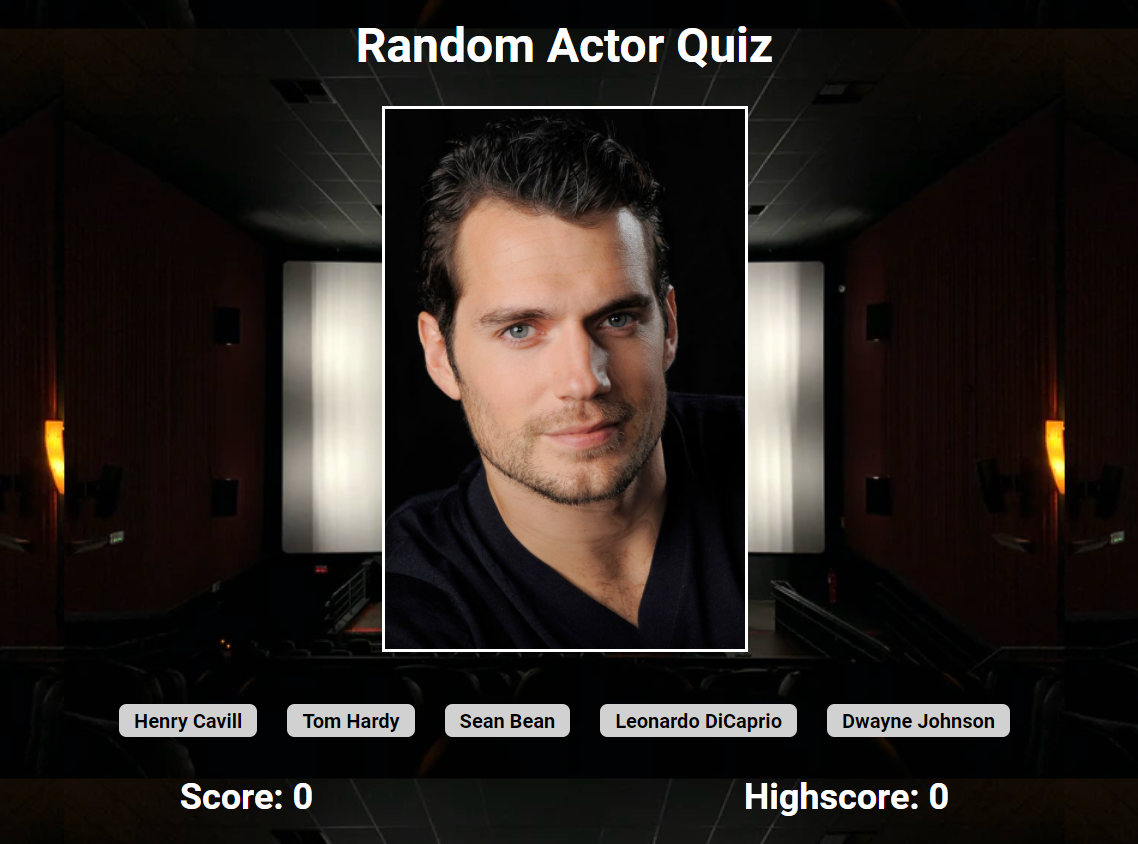 Random Actor Quiz
Henry Cavill Tom Hardy Sean Bean Leonardo DiCaprio Dwayne Johnson
Score: 0 Highscore: 0